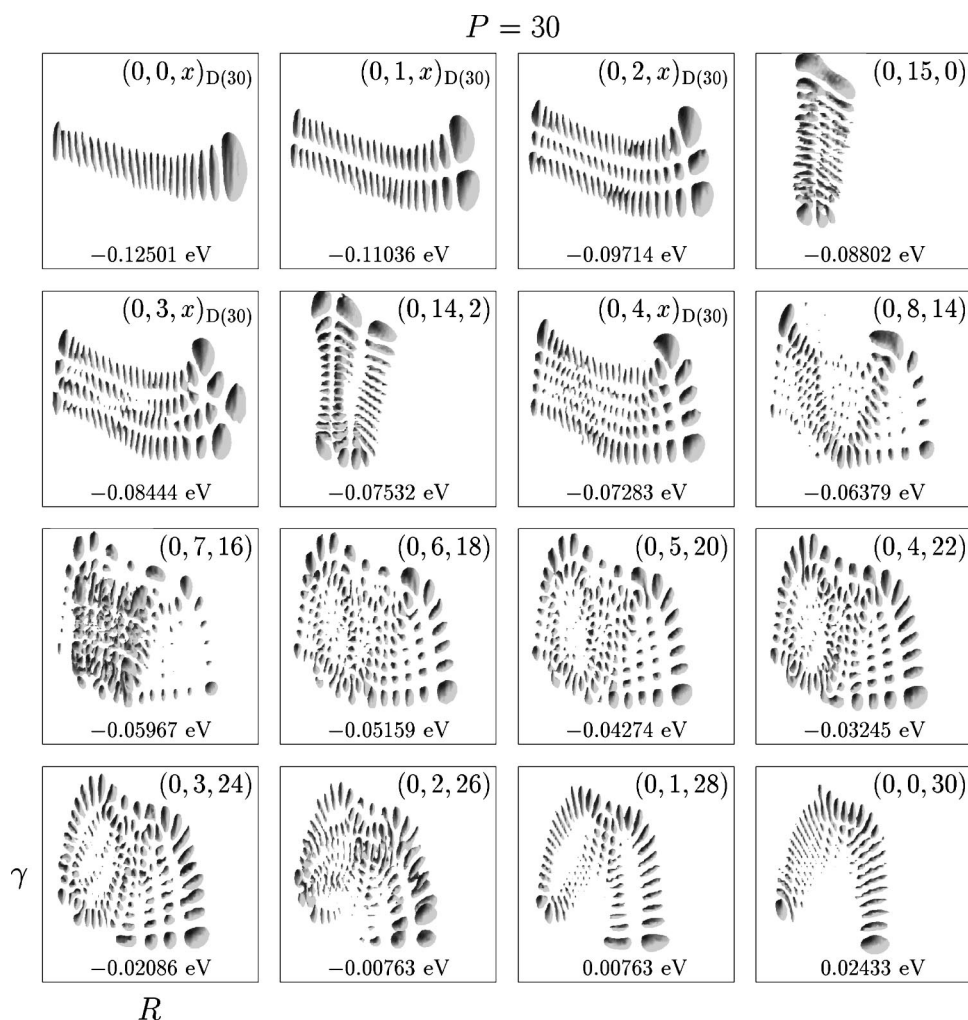 P = 30
(0, 0, x)D(30)
−0.12501 eV
(0, 1, x)D(30)
−0.11036 eV
(0, 2, x)D(30)
−0.09714 eV
(0, 15, 0)
−0.08802 eV
(0, 3, x)D(30)
−0.08444 eV
(0, 14, 2)
−0.07532 eV
(0, 4, x)D(30)
−0.07283 eV
(0, 8, 14)
−0.06379 eV
(0, 7, 16)
−0.05967 eV
(0, 6, 18)
−0.05159 eV
(0, 5, 20)
−0.04274 eV
(0, 4, 22)
−0.03245 eV
(0, 3, 24)
−0.02086 eV
(0, 2, 26)
−0.00763 eV
(0, 1, 28)
0.00763 eV
(0, 0, 30)
0.02433 eV
γ
R